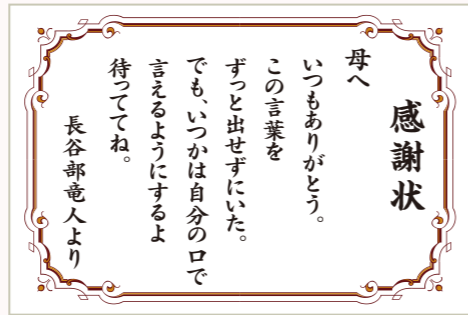 感謝状
母へ
いつもありがとう。
この言葉を
ずっと出せずにいた。
でも、いつかは自分の口で
言えるようにするよ
待っててね。
長谷部竜人より